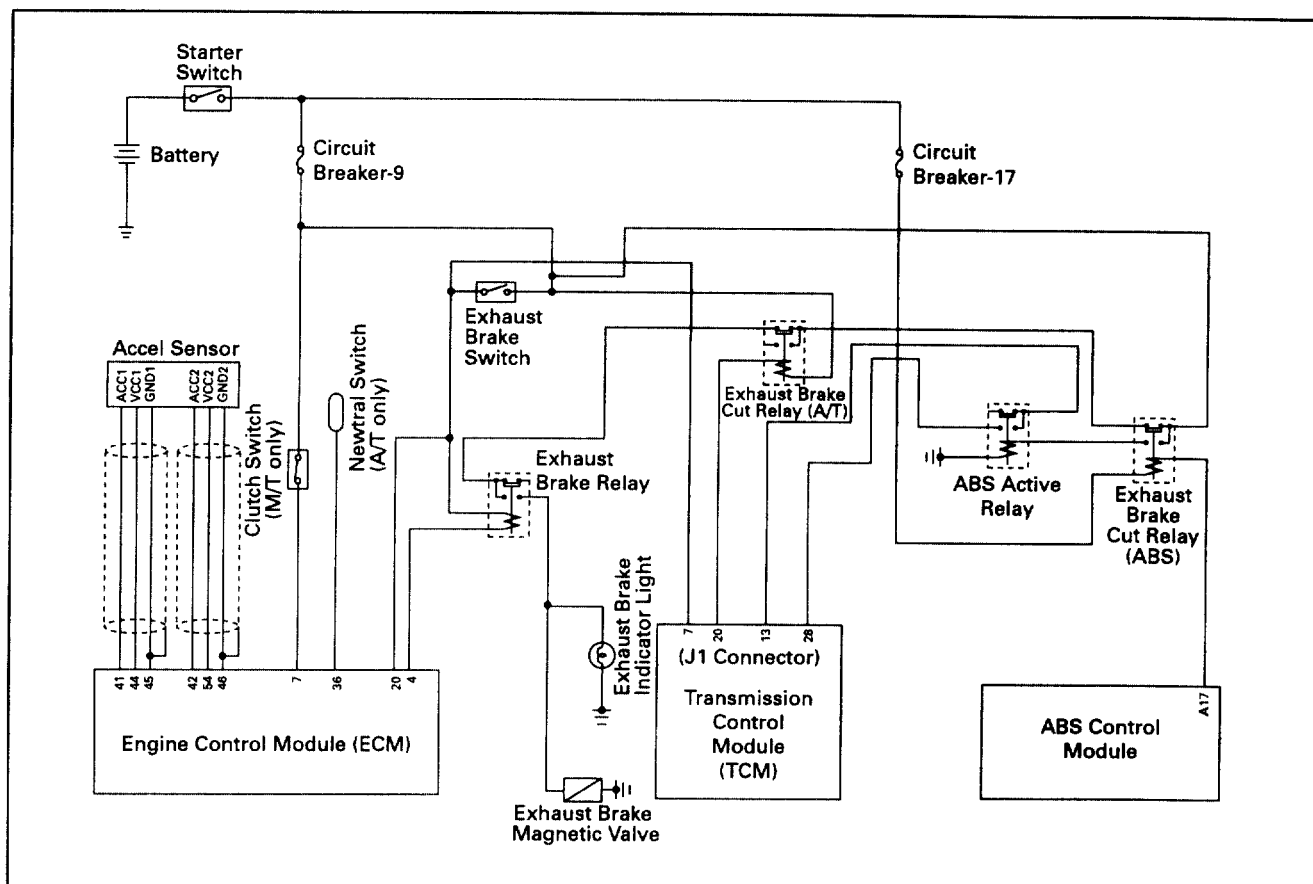 Starter
Switch
Battery
Circuit
Breaker-9
Circuit
Breaker-17
Exhaust
Brake
Switch
Accel Sensor
ACC1
VCC1
GND1
ACC2
VCC2
GND2
Clutch Switch
(M/T only)
Newtral Switch
(A/T only)
Exhaust Brake
Cut Relay (A/T)
Exhaust
Brake Relay
ABS Active
Relay
Exhaust
Brake
Cut Relay
(ABS)
Exhaust Brake
Indicator Light
41
44
45
42
54
46
7
36
20
4
Engine Control Module (ECM)
7
20
13
28
(J1 Connector)
Transmission
Control
Module
(TCM)
A17
ABS Control
Module
Exhaust Brake
Magnetic Valve